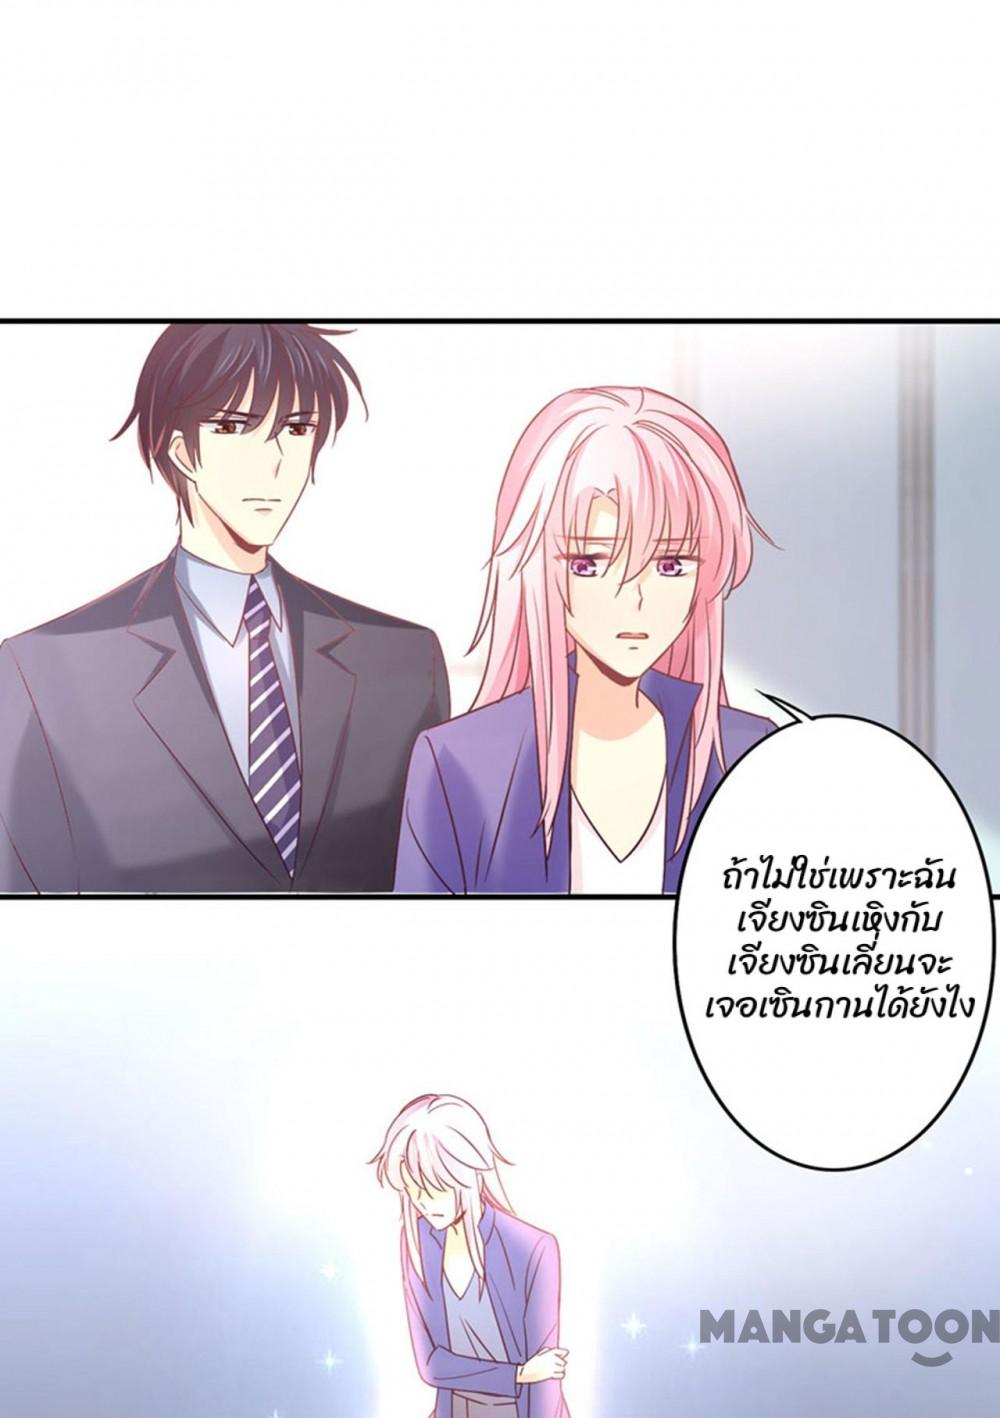 ถ้าไม่ใช่เพราะฉัน
เจียงซินเหิงกับ
เจียงซินเลี่ยนจะ
เจอเซินกานได้ยังไง
MANGATOON